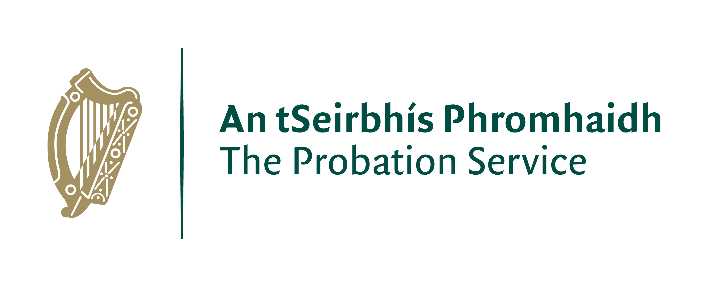 An tSeirbhís Phromhaidh
The Probation Service